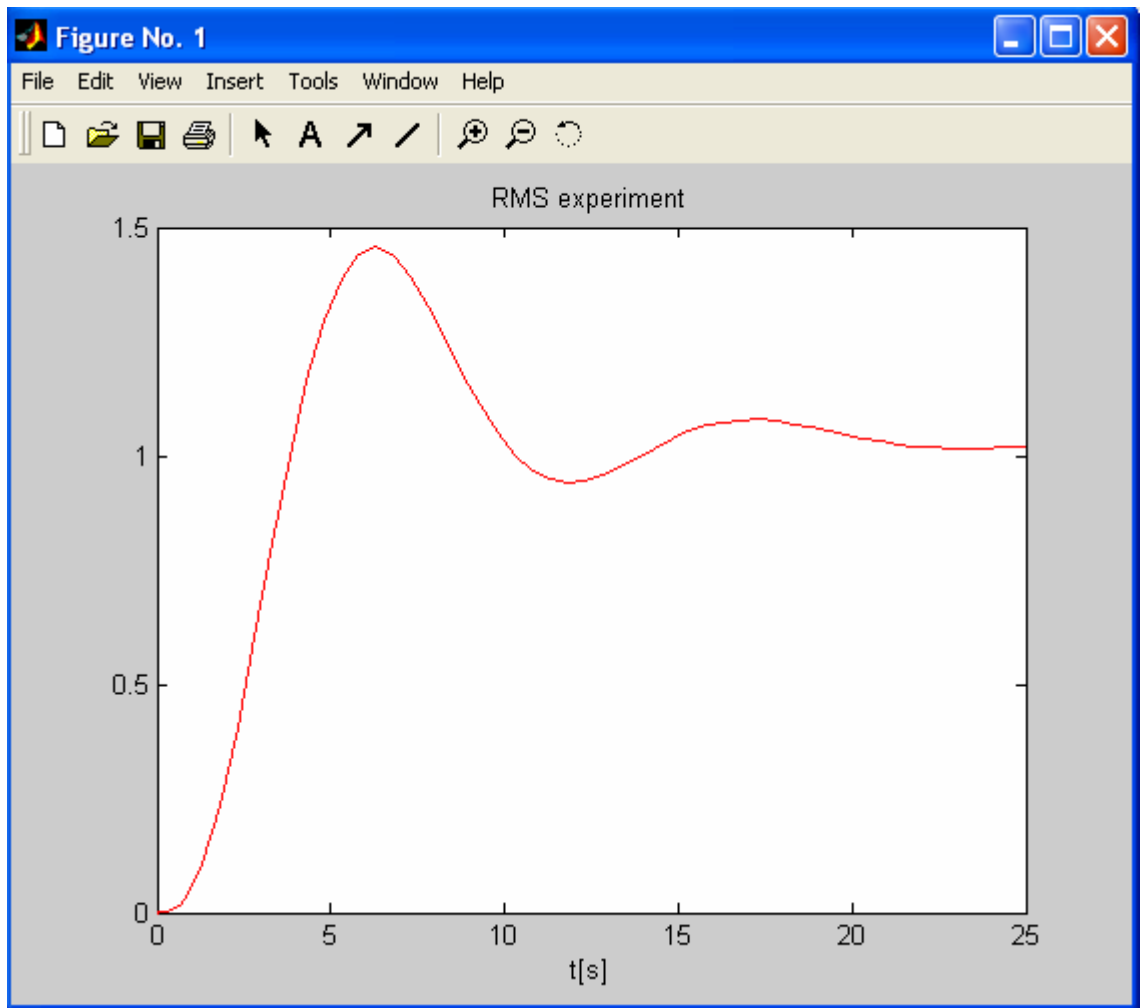 Figure No. 1
File Edit View Insert Tools Window Help
A
RMS experiment
1.5
1
0.5
0
0 5 10 15 20 25
t[s]